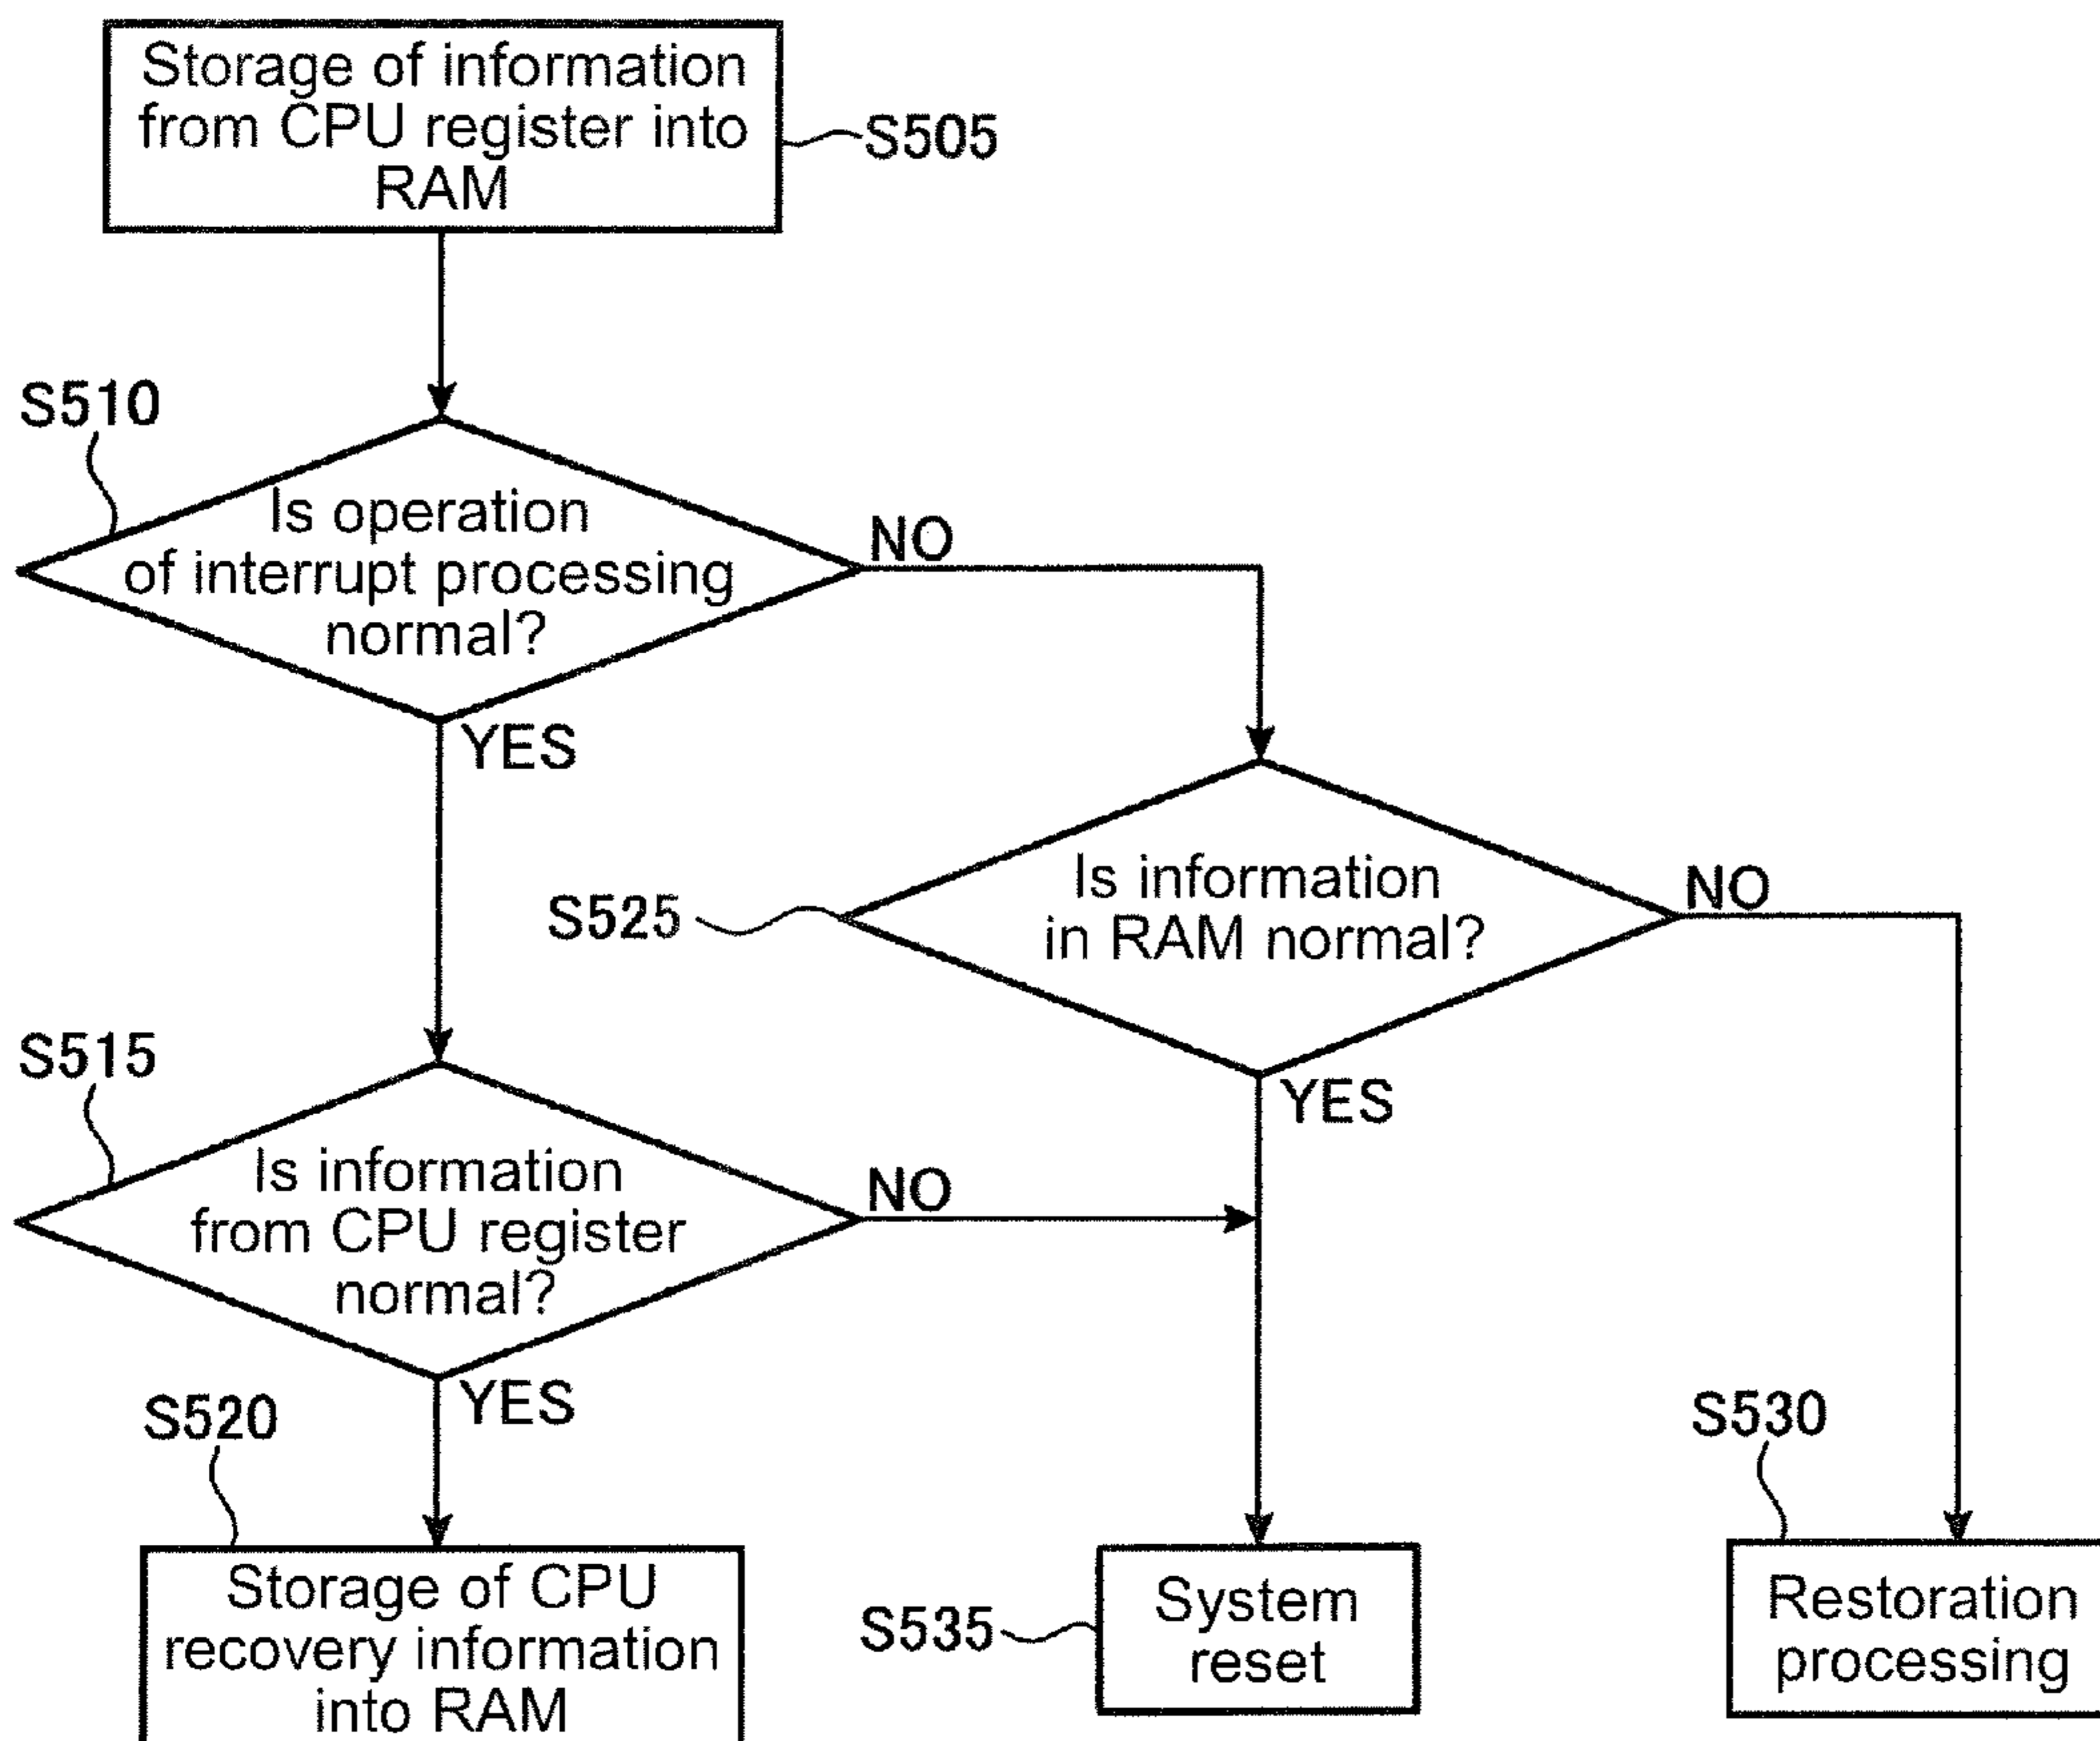 Storage of information
from CPU register into
RAM
S505
S510
Is operation
of interrupt processing
normal?
NO
YES
S525
Is information
in RAM normal?
NO
YES
S515
Is information
from CPU register
normal?
NO
YES
S520
Storage of CPU
recovery information
into RAM
S535
System
reset
S530
Restoration
processing